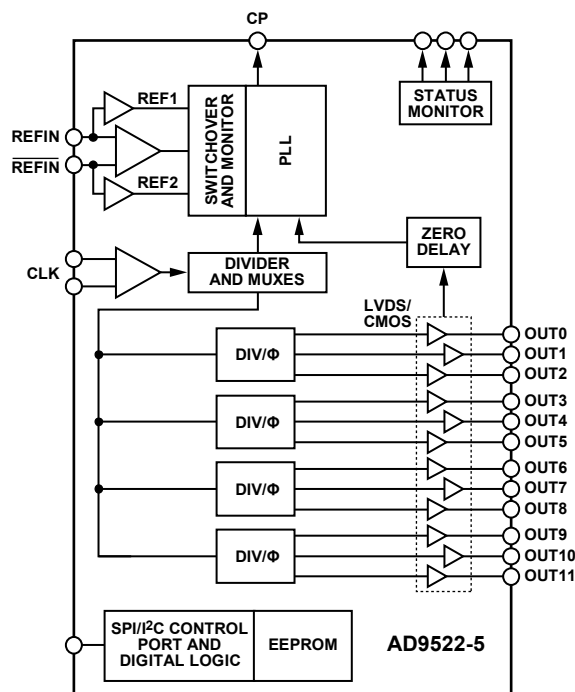 CP
REF1
REFIN
REFIN
REF2
SWITCHOVER
AND MONITOR
PLL
STATUS
MONITOR
CLK
DIVIDER
AND MUXES
ZERO
DELAY
LVDS/
CMOS
DIV/Φ
OUT0
OUT1
OUT2
DIV/Φ
OUT3
OUT4
OUT5
DIV/Φ
OUT6
OUT7
OUT8
DIV/Φ
OUT9
OUT10
OUT11
SPI/I²C CONTROL
PORT AND
DIGITAL LOGIC
EEPROM
AD9522-5